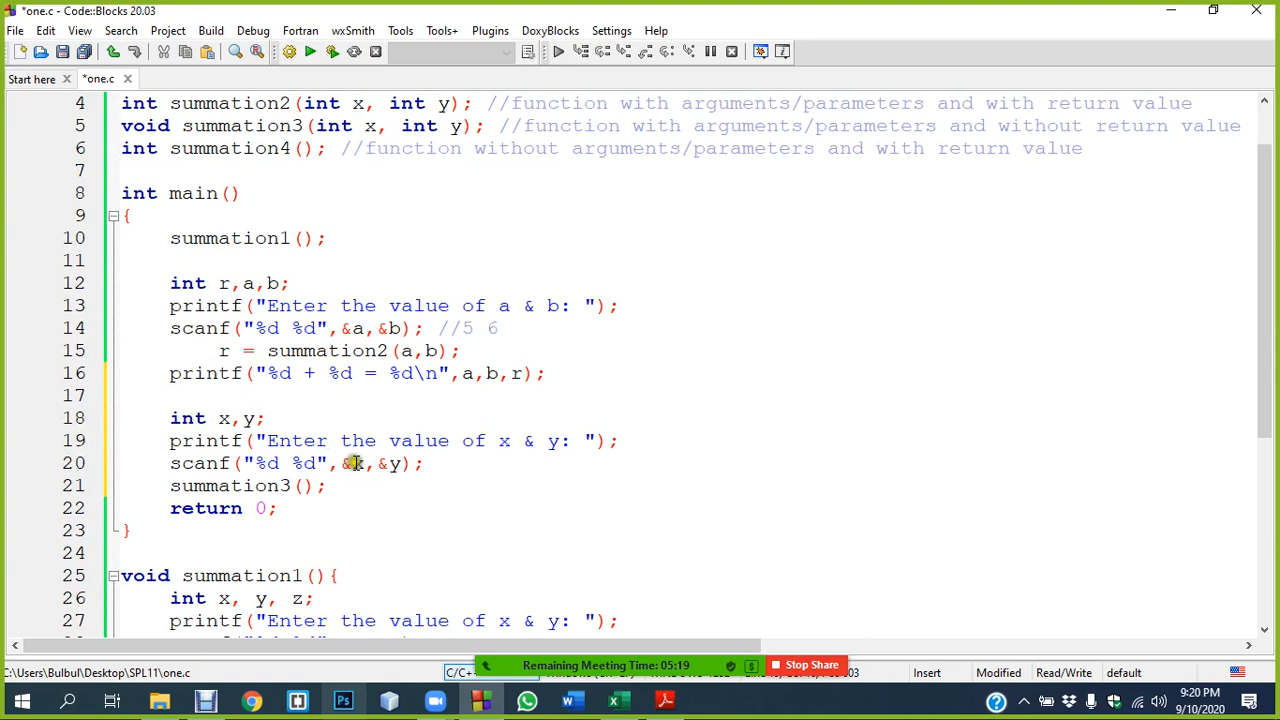 *one.c - Code::Blocks 20.03
File Edit View Search Project Build Debug Fortran wxSmith Tools Tools+ Plugins DoxyBlocks Settings Help
Start here *one.c
4 int summation2(int x, int y); //function with arguments/parameters and with return value
5 void summation3(int x, int y); //function with arguments/parameters and without return value
6 int summation4(); //function without arguments/parameters and with return value
7
8 int main()
9 {
10 summation1();
11
12 int r,a,b;
13 printf("Enter the value of a & b: ");
14 scanf("%d %d",&a,&b); //5 6
15 r = summation2(a,b);
16 printf("%d + %d = %d\n",a,b,r);
17
18 int x,y;
19 printf("Enter the value of x & y: ");
20 scanf("%d %d",&x,&y);
21 summation3();
22 return 0;
23 }
24
25 void summation1(){
26 int x, y, z;
27 printf("Enter the value of x & y: ");
Remaining Meeting Time: 05:19 Stop Share
C:\Users\Bulbul\Desktop\SPL11\one.c C/C++ Insert Modified Read/Write default
9:20 PM
9/10/2020